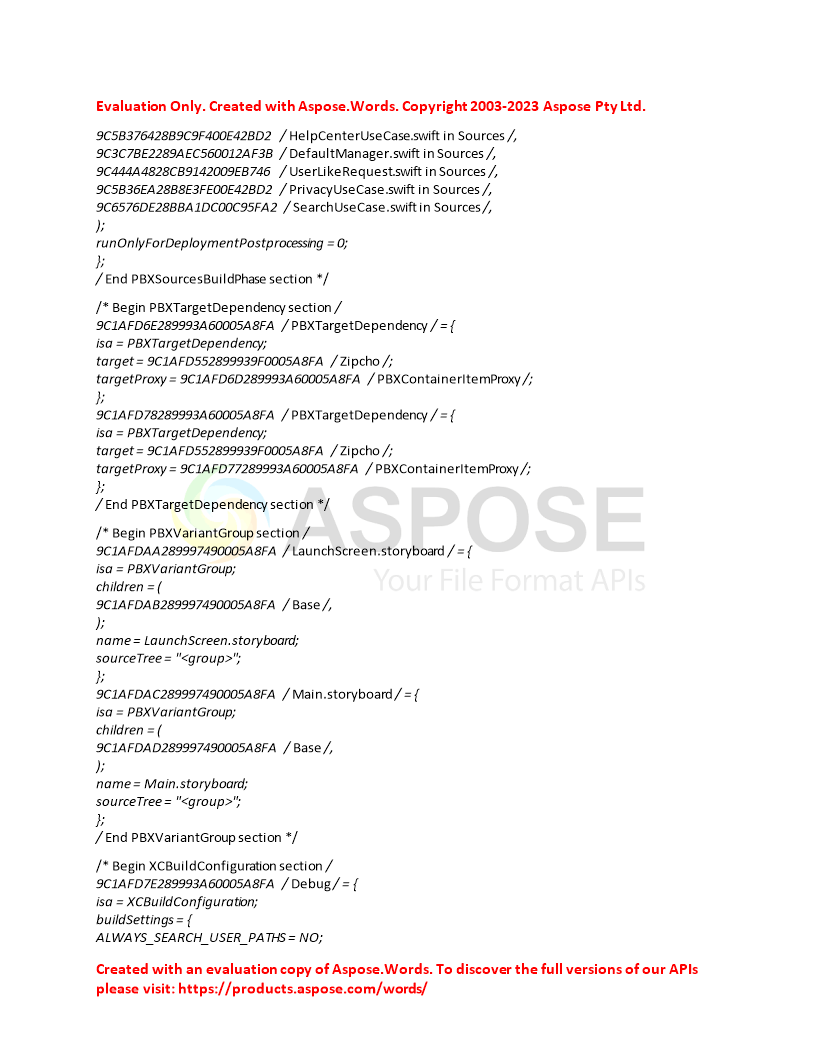 Evaluation Only. Created with Aspose.Words. Copyright 2003-2023 Aspose Pty Ltd.
9C5B376428B9C9F400E42BD2 / HelpCenterUseCase.swift in Sources /,
9C3C7BE2289AEC560012AF3B / DefaultManager.swift in Sources /,
9C444A4828CB9142009EB746 / UserLikeRequest.swift in Sources /,
9C5B36EA28B8E3FE00E42BD2 / PrivacyUseCase.swift in Sources /,
9C6576DE28BBA1DC00C95FA2 / SearchUseCase.swift in Sources /,
);
runOnlyForDeploymentPostprocessing = 0;
};
/ End PBXSourcesBuildPhase section */
/* Begin PBXTargetDependency section /
9C1AFD6E289993A60005A8FA / PBXTargetDependency / = {
isa = PBXTargetDependency;
target = 9C1AFD552899939F0005A8FA / Zipcho /;
targetProxy = 9C1AFD6D289993A60005A8FA / PBXContainerItemProxy /;
};
9C1AFD78289993A60005A8FA / PBXTargetDependency / = {
isa = PBXTargetDependency;
target = 9C1AFD552899939F0005A8FA / Zipcho /;
targetProxy = 9C1AFD77289993A60005A8FA / PBXContainerItemProxy /;
};
/ End PBXTargetDependency section */
ASPOSE
/* Begin PBXVariantGroup section /
9C1AFDAA289997490005A8FA / LaunchScreen.storyboard / = {
isa = PBXVariantGroup;
Your File Format APIs
children = (
9C1AFDAB289997490005A8FA / Base /,
);
name = LaunchScreen.storyboard;
sourceTree = "<group>";
};
9C1AFDAC289997490005A8FA / Main.storyboard / = {
isa = PBXVariantGroup;
children = (
9C1AFDAD289997490005A8FA / Base /,
);
name = Main.storyboard;
sourceTree = "<group>";
};
/ End PBXVariantGroup section */
/* Begin XCBuildConfiguration section /
9C1AFD7E289993A60005A8FA / Debug / = {
isa = XCBuildConfiguration;
buildSettings = {
ALWAYS_SEARCH_USER_PATHS = NO;
Created with an evaluation copy of Aspose.Words. To discover the full versions of our APIs
please visit: https://products.aspose.com/words/